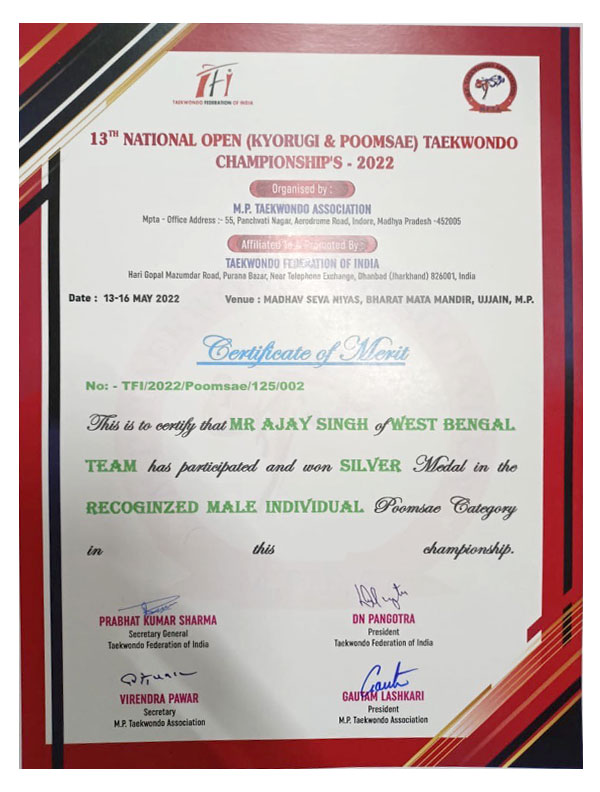 TFI
TAEKWONDO FEDERATION OF INDIA
13TH NATIONAL OPEN (KYORUGI & POOMSAE) TAEKWONDO
CHAMPIONSHIP'S - 2022
Organised by :
M.P. TAEKWONDO ASSOCIATION
Mpta - Office Address :- 55, Panchvati Nagar, Aerodrome Road, Indore, Madhya Pradesh -452005
Affiliated To & Promoted By :
TAEKWONDO FEDERATION OF INDIA
Hari Gopal Mazumdar Road, Purana Bazar, Near Telephone Exchange, Dhanbad (Jharkhand) 826001, India
Date : 13-16 MAY 2022 Venue : MADHAV SEVA NIYAS, BHARAT MATA MANDIR, UJJAIN, M.P.
Certificate of Merit
No: - TFI/2022/Poomsae/125/002
This is to certify that MR AJAY SINGH of WEST BENGAL
TEAM has participated and won SILVER Medal in the
RECOGINZED MALE INDIVIDUAL Poomsae Category
in this championship.
PRABHAT KUMAR SHARMA
Secretary General
Taekwondo Federation of India
DN PANGOTRA
President
Taekwondo Federation of India
VIRENDRA PAWAR
Secretary
M.P. Taekwondo Association
GAUTAM LASHKARI
President
M.P. Taekwondo Association